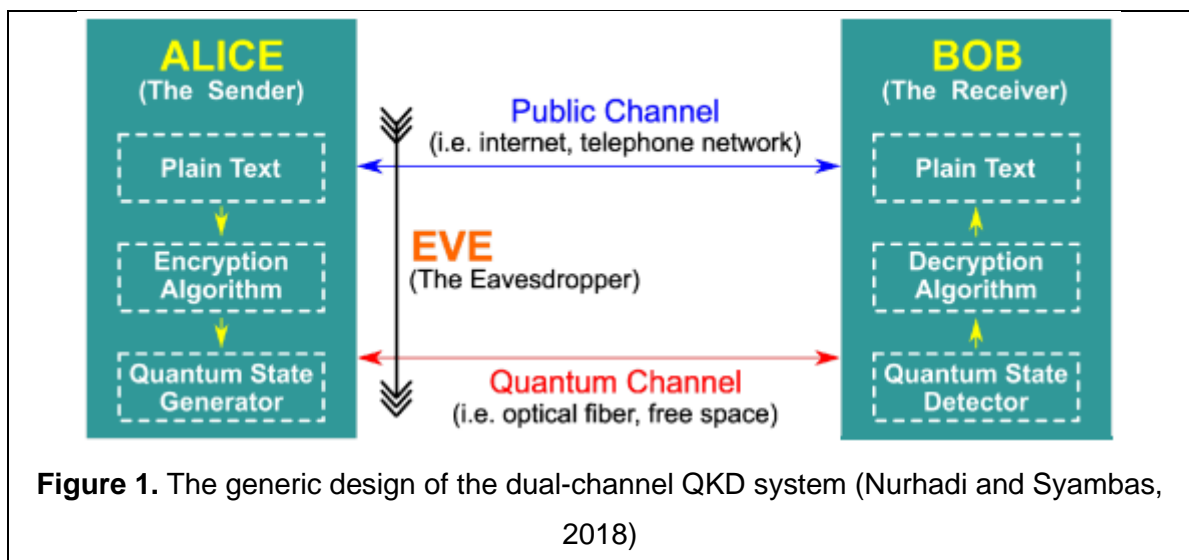 ALICE
(The Sender)
Plain Text
Encryption
Algorithm
Quantum State
Generator
Public Channel
(i.e. internet, telephone network)
EVE
(The Eavesdropper)
Quantum Channel
(i.e. optical fiber, free space)
BOB
(The Receiver)
Plain Text
Decryption
Algorithm
Quantum State
Detector
Figure 1. The generic design of the dual-channel QKD system (Nurhadi and Syambas,
2018)